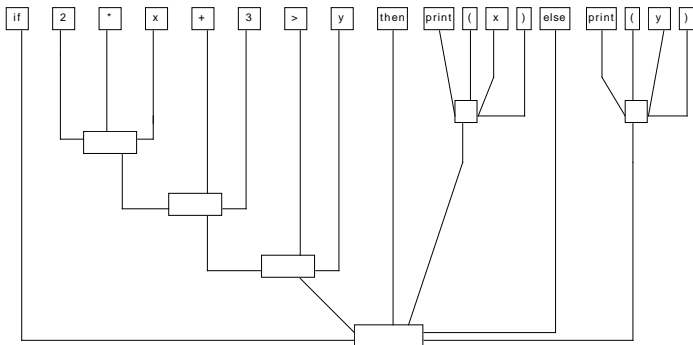 if 2 * x + 3 > y then print ( x ) else print ( y )